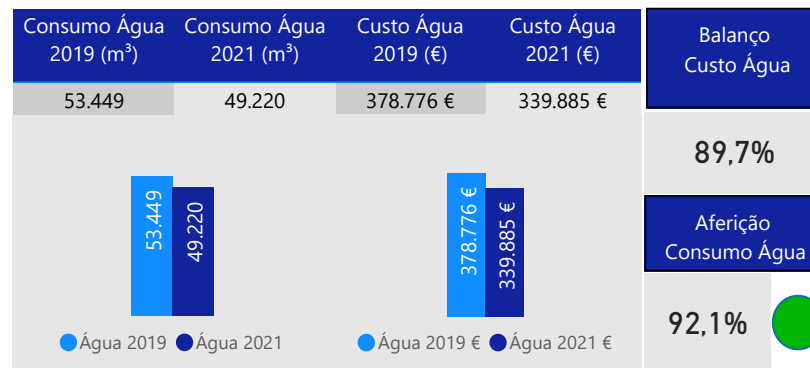 Consumo Água
2019 (m³)
Consumo Água
2021 (m³)
Custo Água
2019 (€)
Custo Água
2021 (€)
53.449
49.220
378.776 €
339.885 €
53.449
49.220
Água 2019
Água 2021
378.776 €
339.885 €
Água 2019 €
Água 2021 €
Balanço
Custo Água
89,7%
Aferição
Consumo Água
92,1%